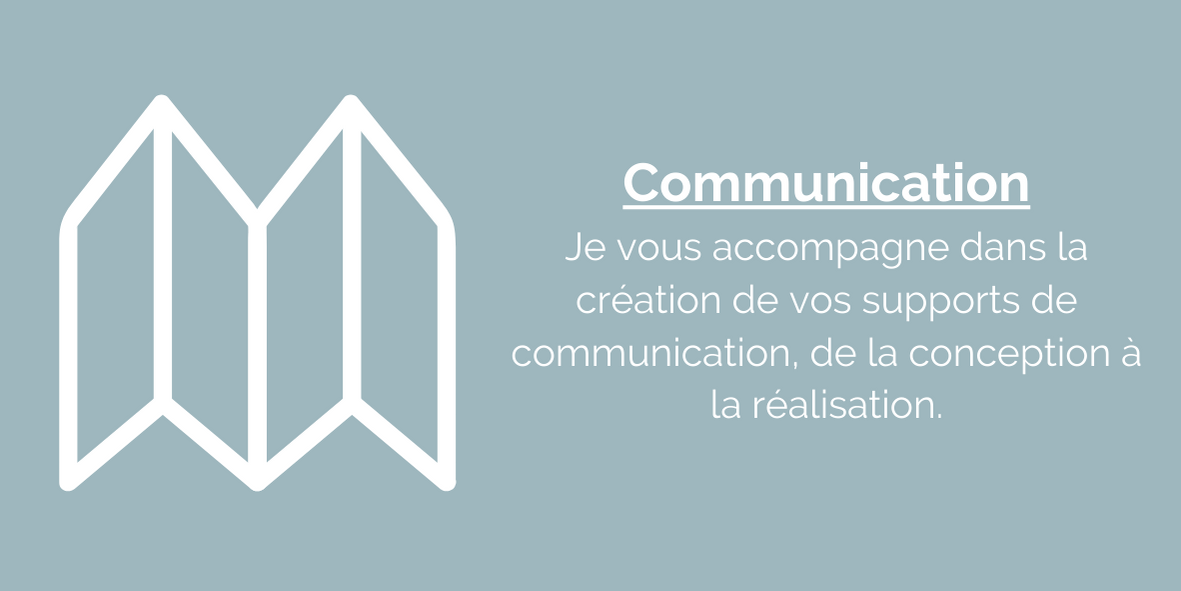 Communication
Je vous accompagne dans la
création de vos supports de
communication, de la conception à
la réalisation.